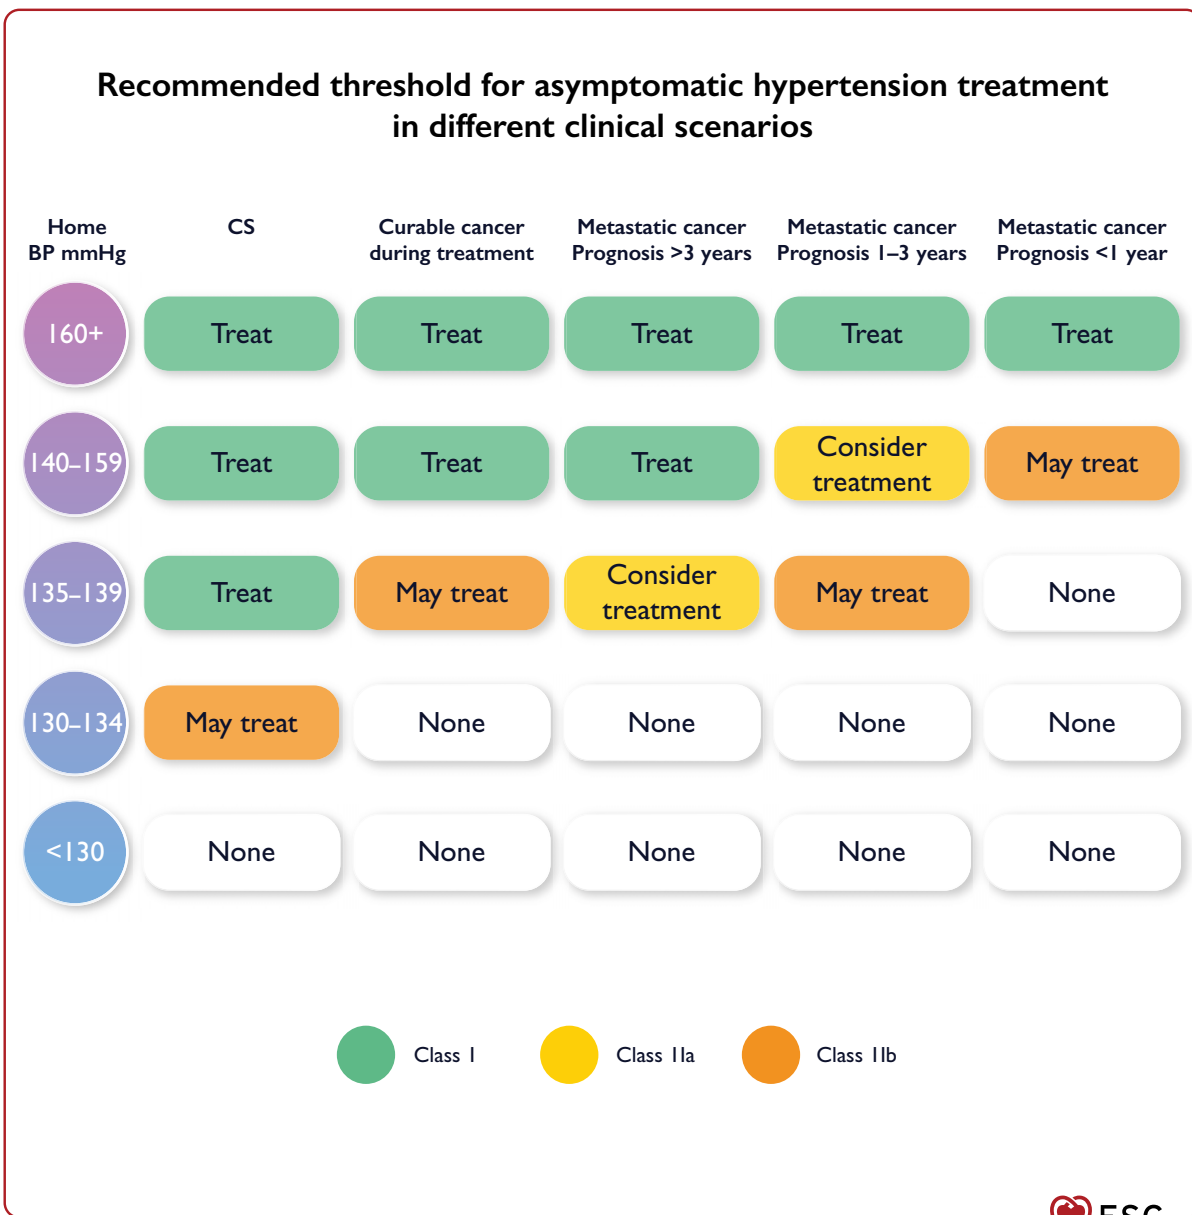 Recommended threshold for asymptomatic hypertension treatment
in different clinical scenarios
Home
BP mmHg
CS
Curable cancer
during treatment
Metastatic cancer
Prognosis >3 years
Metastatic cancer
Prognosis 1–3 years
Metastatic cancer
Prognosis <1 year
160+
Treat
Treat
Treat
Treat
Treat
140–159
Treat
Treat
Treat
Consider
treatment
May treat
135–139
Treat
May treat
Consider
treatment
May treat
None
130–134
May treat
None
None
None
None
<130
None
None
None
None
None
Class 1
Class 1Ia
Class 1Ib
ESC